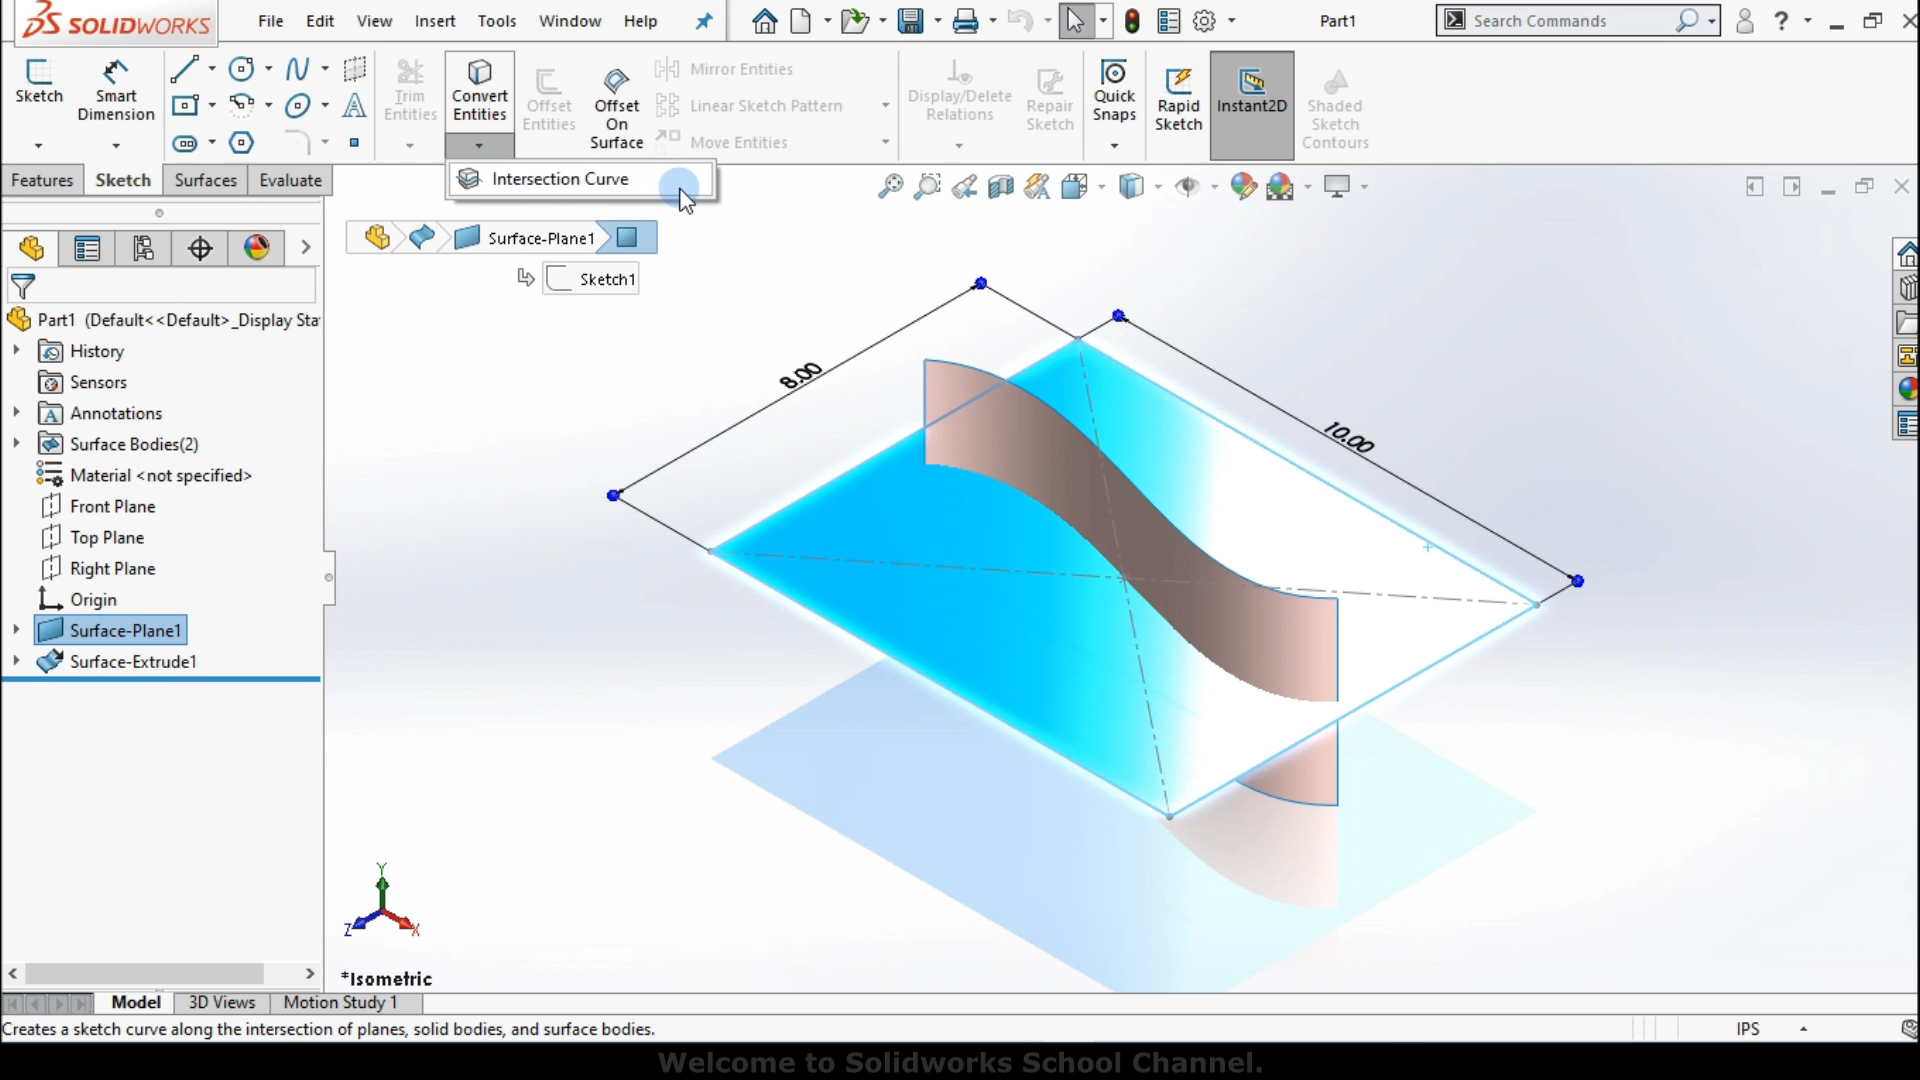 SOLIDWORKS
File Edit View Insert Tools Window Help
Part1
Search Commands
Sketch
Smart Dimension
Trim Entities
Convert Entities
Offset Entities
Offset On Surface
Mirror Entities
Linear Sketch Pattern
Move Entities
Display/Delete Relations
Repair Sketch
Quick Snaps
Rapid Sketch
Instant2D
Shaded Sketch Contours
Intersection Curve
Features Sketch Surfaces Evaluate
Surface-Plane1
Sketch1
Part1 (Default<<Default>_Display Sta
History
Sensors
Annotations
Surface Bodies(2)
Material <not specified>
Front Plane
Top Plane
Right Plane
Origin
Surface-Plane1
Surface-Extrude1
8.00
10.00
Y
Z
X
*Isometric
Model 3D Views Motion Study 1
Creates a sketch curve along the intersection of planes, solid bodies, and surface bodies.
IPS
Welcome to Solidworks School Channel.